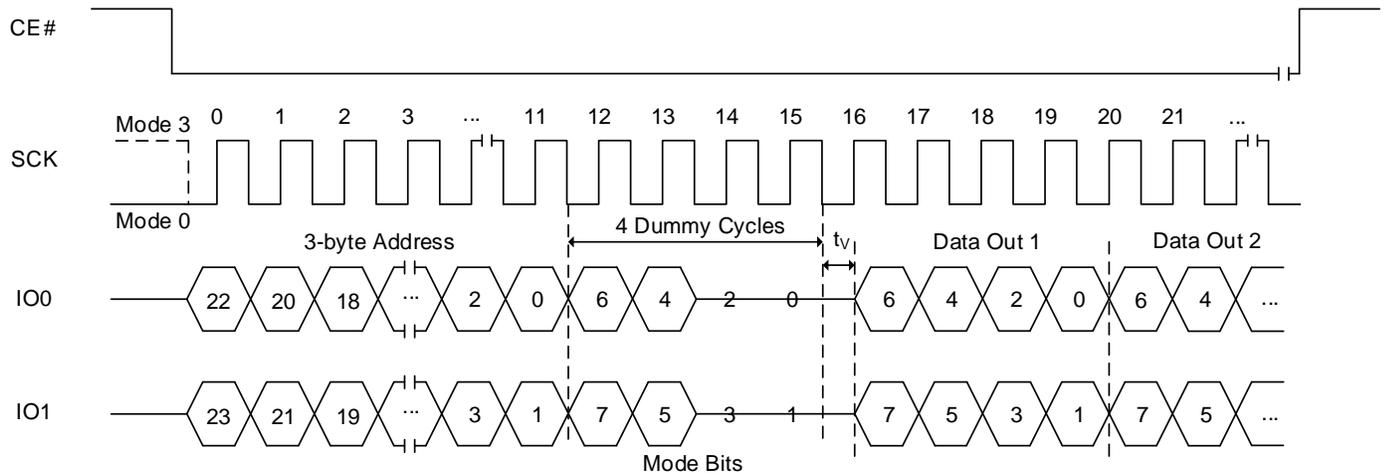 CE#
0 1 2 3 ... 11 12 13 14 15 16 17 18 19 20 21 ...
Mode 3
SCK
Mode 0
4 Dummy Cycles
3-byte Address tV Data Out 1 Data Out 2
IO0 22 20 18 ... 2 0 6 4 2 0 6 4 2 0 6 4 ...
IO1 23 21 19 ... 3 1 7 5 3 1 7 5 3 1 7 5 ...
Mode Bits